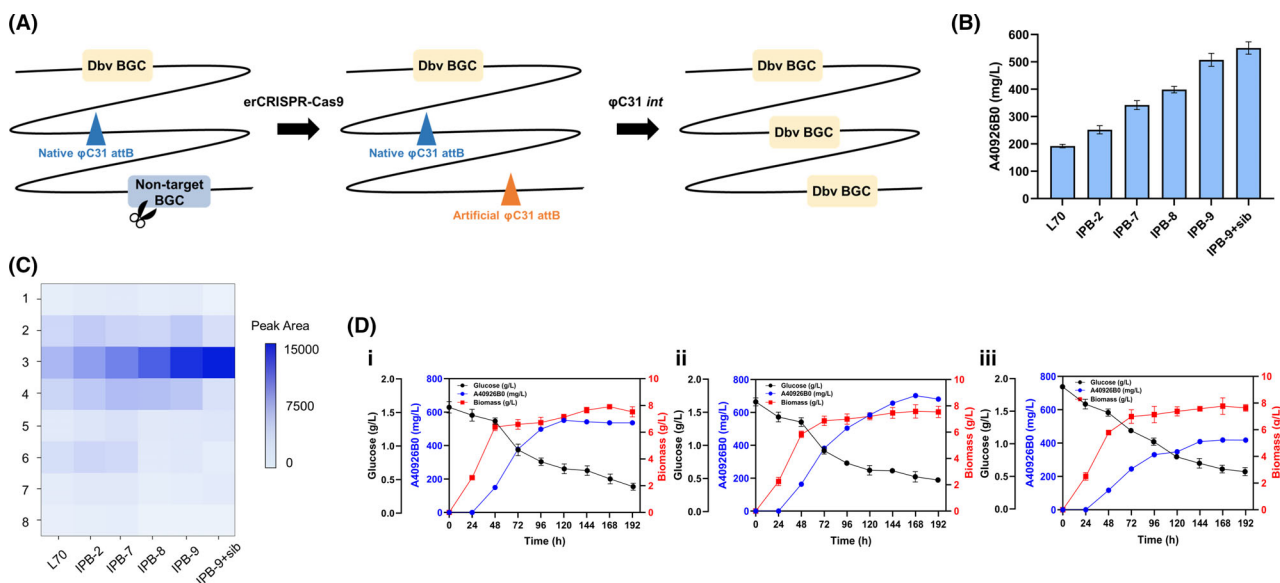 (A)
Dbv BGC
Native φC31 attB
Non-target
BGC
erCRISPR-Cas9
Dbv BGC
Native φC31 attB
Artificial φC31 attB
φC31 int
Dbv BGC
Dbv BGC
Dbv BGC
(B)
A40926B0 (mg/L)
600
500
400
300
200
100
0
L70
IPB-2
IPB-7
IPB-8
IPB-9
IPB-9+sib
(C)
1
2
3
4
5
6
7
8
L70
IPB-2
IPB-7
IPB-8
IPB-9
IPB-9+sib
Peak Area
15000
7500
0
(D)
i
Glucose (g/L)
2.0
1.5
1.0
0.5
0.0
A40926B0 (mg/L)
800
600
400
200
0
Glucose (g/L)
A40926B0 (mg/L)
Biomass (g/L)
10
8
6
4
2
0
Biomass (g/L)
0 24 48 72 96 120 144 168 192
Time (h)
ii
Glucose (g/L)
2.0
1.5
1.0
0.5
0.0
A40926B0 (mg/L)
800
600
400
200
0
Glucose (g/L)
A40926B0 (mg/L)
Biomass (g/L)
10
8
6
4
2
0
Biomass (g/L)
0 24 48 72 96 120 144 168 192
Time (h)
iii
Glucose (g/L)
2.0
1.5
1.0
0.5
0.0
A40926B0 (mg/L)
800
600
400
200
0
Glucose (g/L)
A40926B0 (mg/L)
Biomass (g/L)
10
8
6
4
2
0
Biomass (g/L)
0 24 48 72 96 120 144 168 192
Time (h)